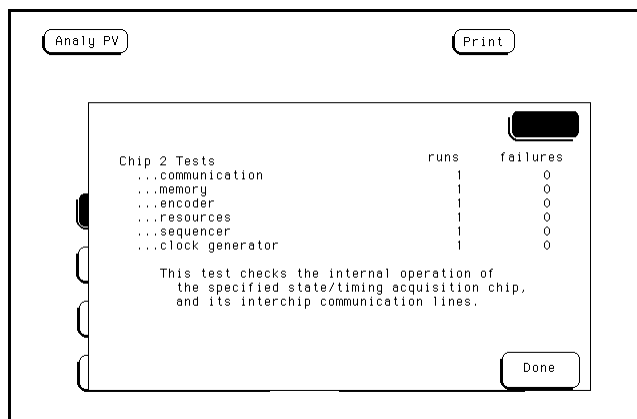 Analy PV
Print
Chip 2 Tests runs failures
...communication 1 0
...memory 1 0
...encoder 1 0
...resources 1 0
...sequencer 1 0
...clock generator 1 0
This test checks the internal operation of
the specified state/timing acquisition chip,
and its interchip communication lines.
Done